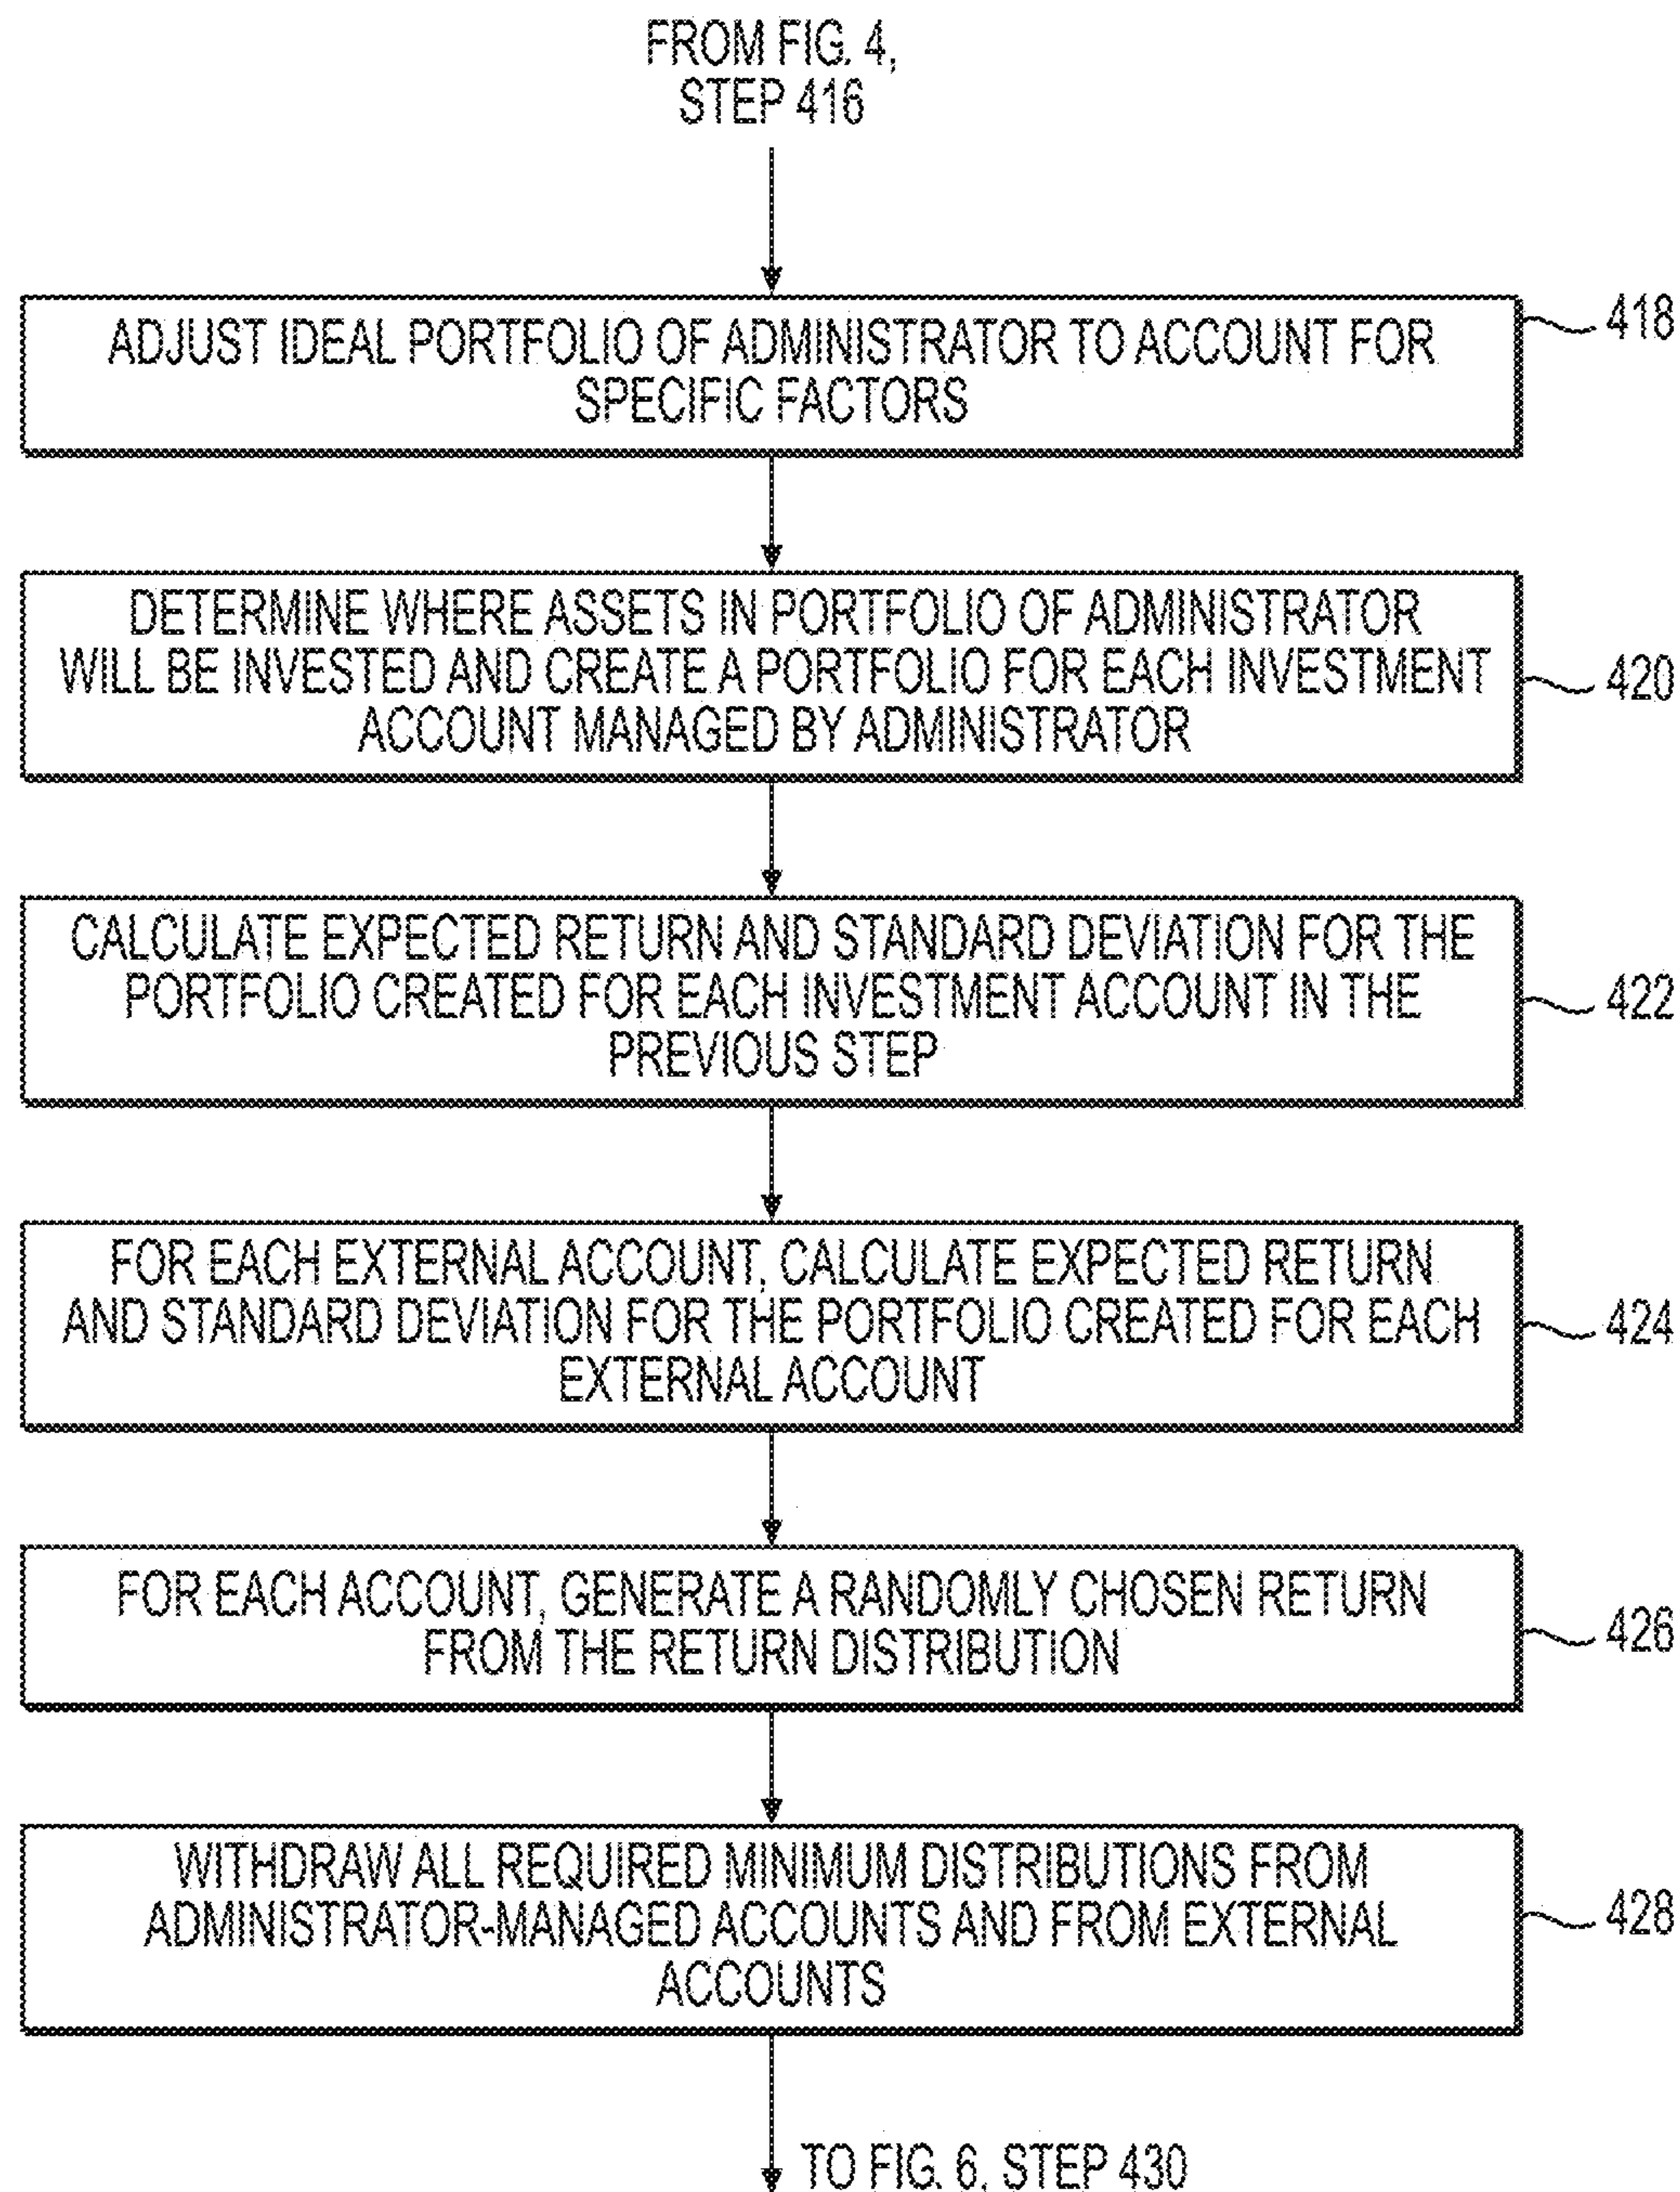 FROM FIG. 4,
STEP 416
ADJUST IDEAL PORTFOLIO OF ADMINISTRATOR TO ACCOUNT FOR
SPECIFIC FACTORS
418
DETERMINE WHERE ASSETS IN PORTFOLIO OF ADMINISTRATOR
WILL BE INVESTED AND CREATE A PORTFOLIO FOR EACH INVESTMENT
ACCOUNT MANAGED BY ADMINISTRATOR
420
CALCULATE EXPECTED RETURN AND STANDARD DEVIATION FOR THE
PORTFOLIO CREATED FOR EACH INVESTMENT ACCOUNT IN THE
PREVIOUS STEP
422
FOR EACH EXTERNAL ACCOUNT, CALCULATE EXPECTED RETURN
AND STANDARD DEVIATION FOR THE PORTFOLIO CREATED FOR EACH
EXTERNAL ACCOUNT
424
FOR EACH ACCOUNT, GENERATE A RANDOMLY CHOSEN RETURN
FROM THE RETURN DISTRIBUTION
426
WITHDRAW ALL REQUIRED MINIMUM DISTRIBUTIONS FROM
ADMINISTRATOR-MANAGED ACCOUNTS AND FROM EXTERNAL
ACCOUNTS
428
TO FIG. 6, STEP 430